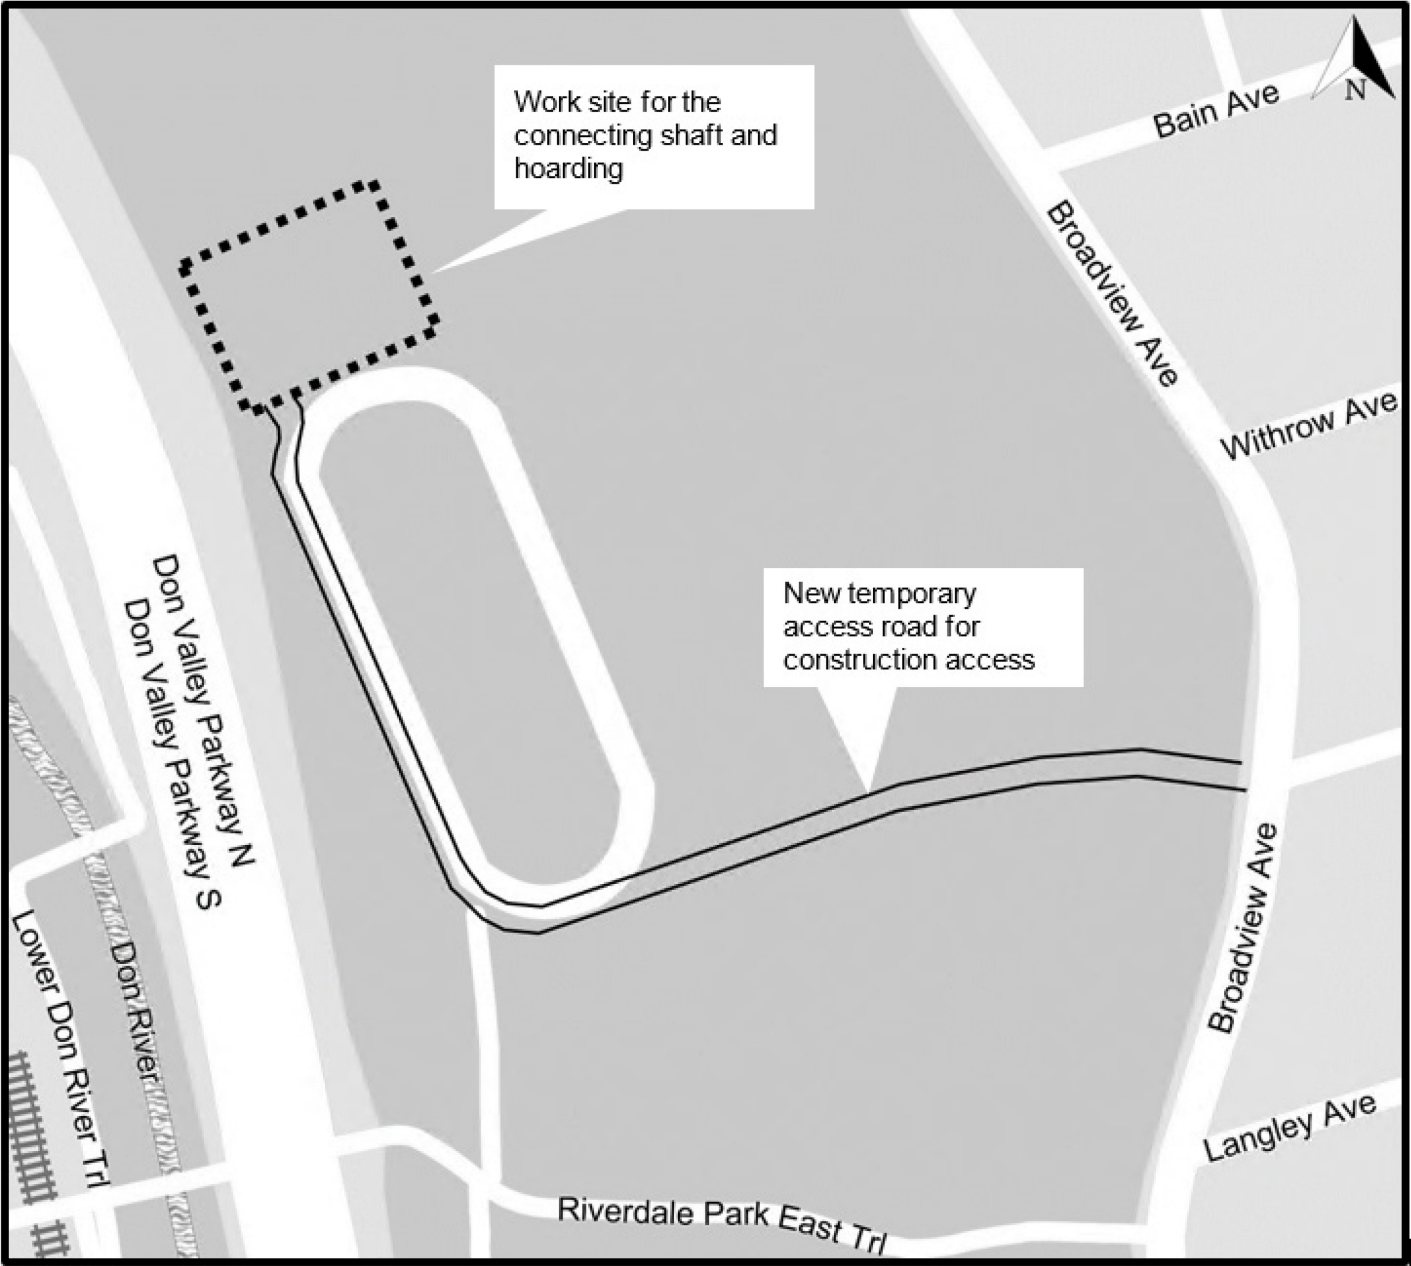 Work site for the
connecting shaft and
hoarding
N
Bain Ave
Broadview Ave
Withrow Ave
New temporary
access road for
construction access
Don Valley Parkway N
Don Valley Parkway S
Broadview Ave
Lower Don River Trl
Don River
Langley Ave
Riverdale Park East Trl